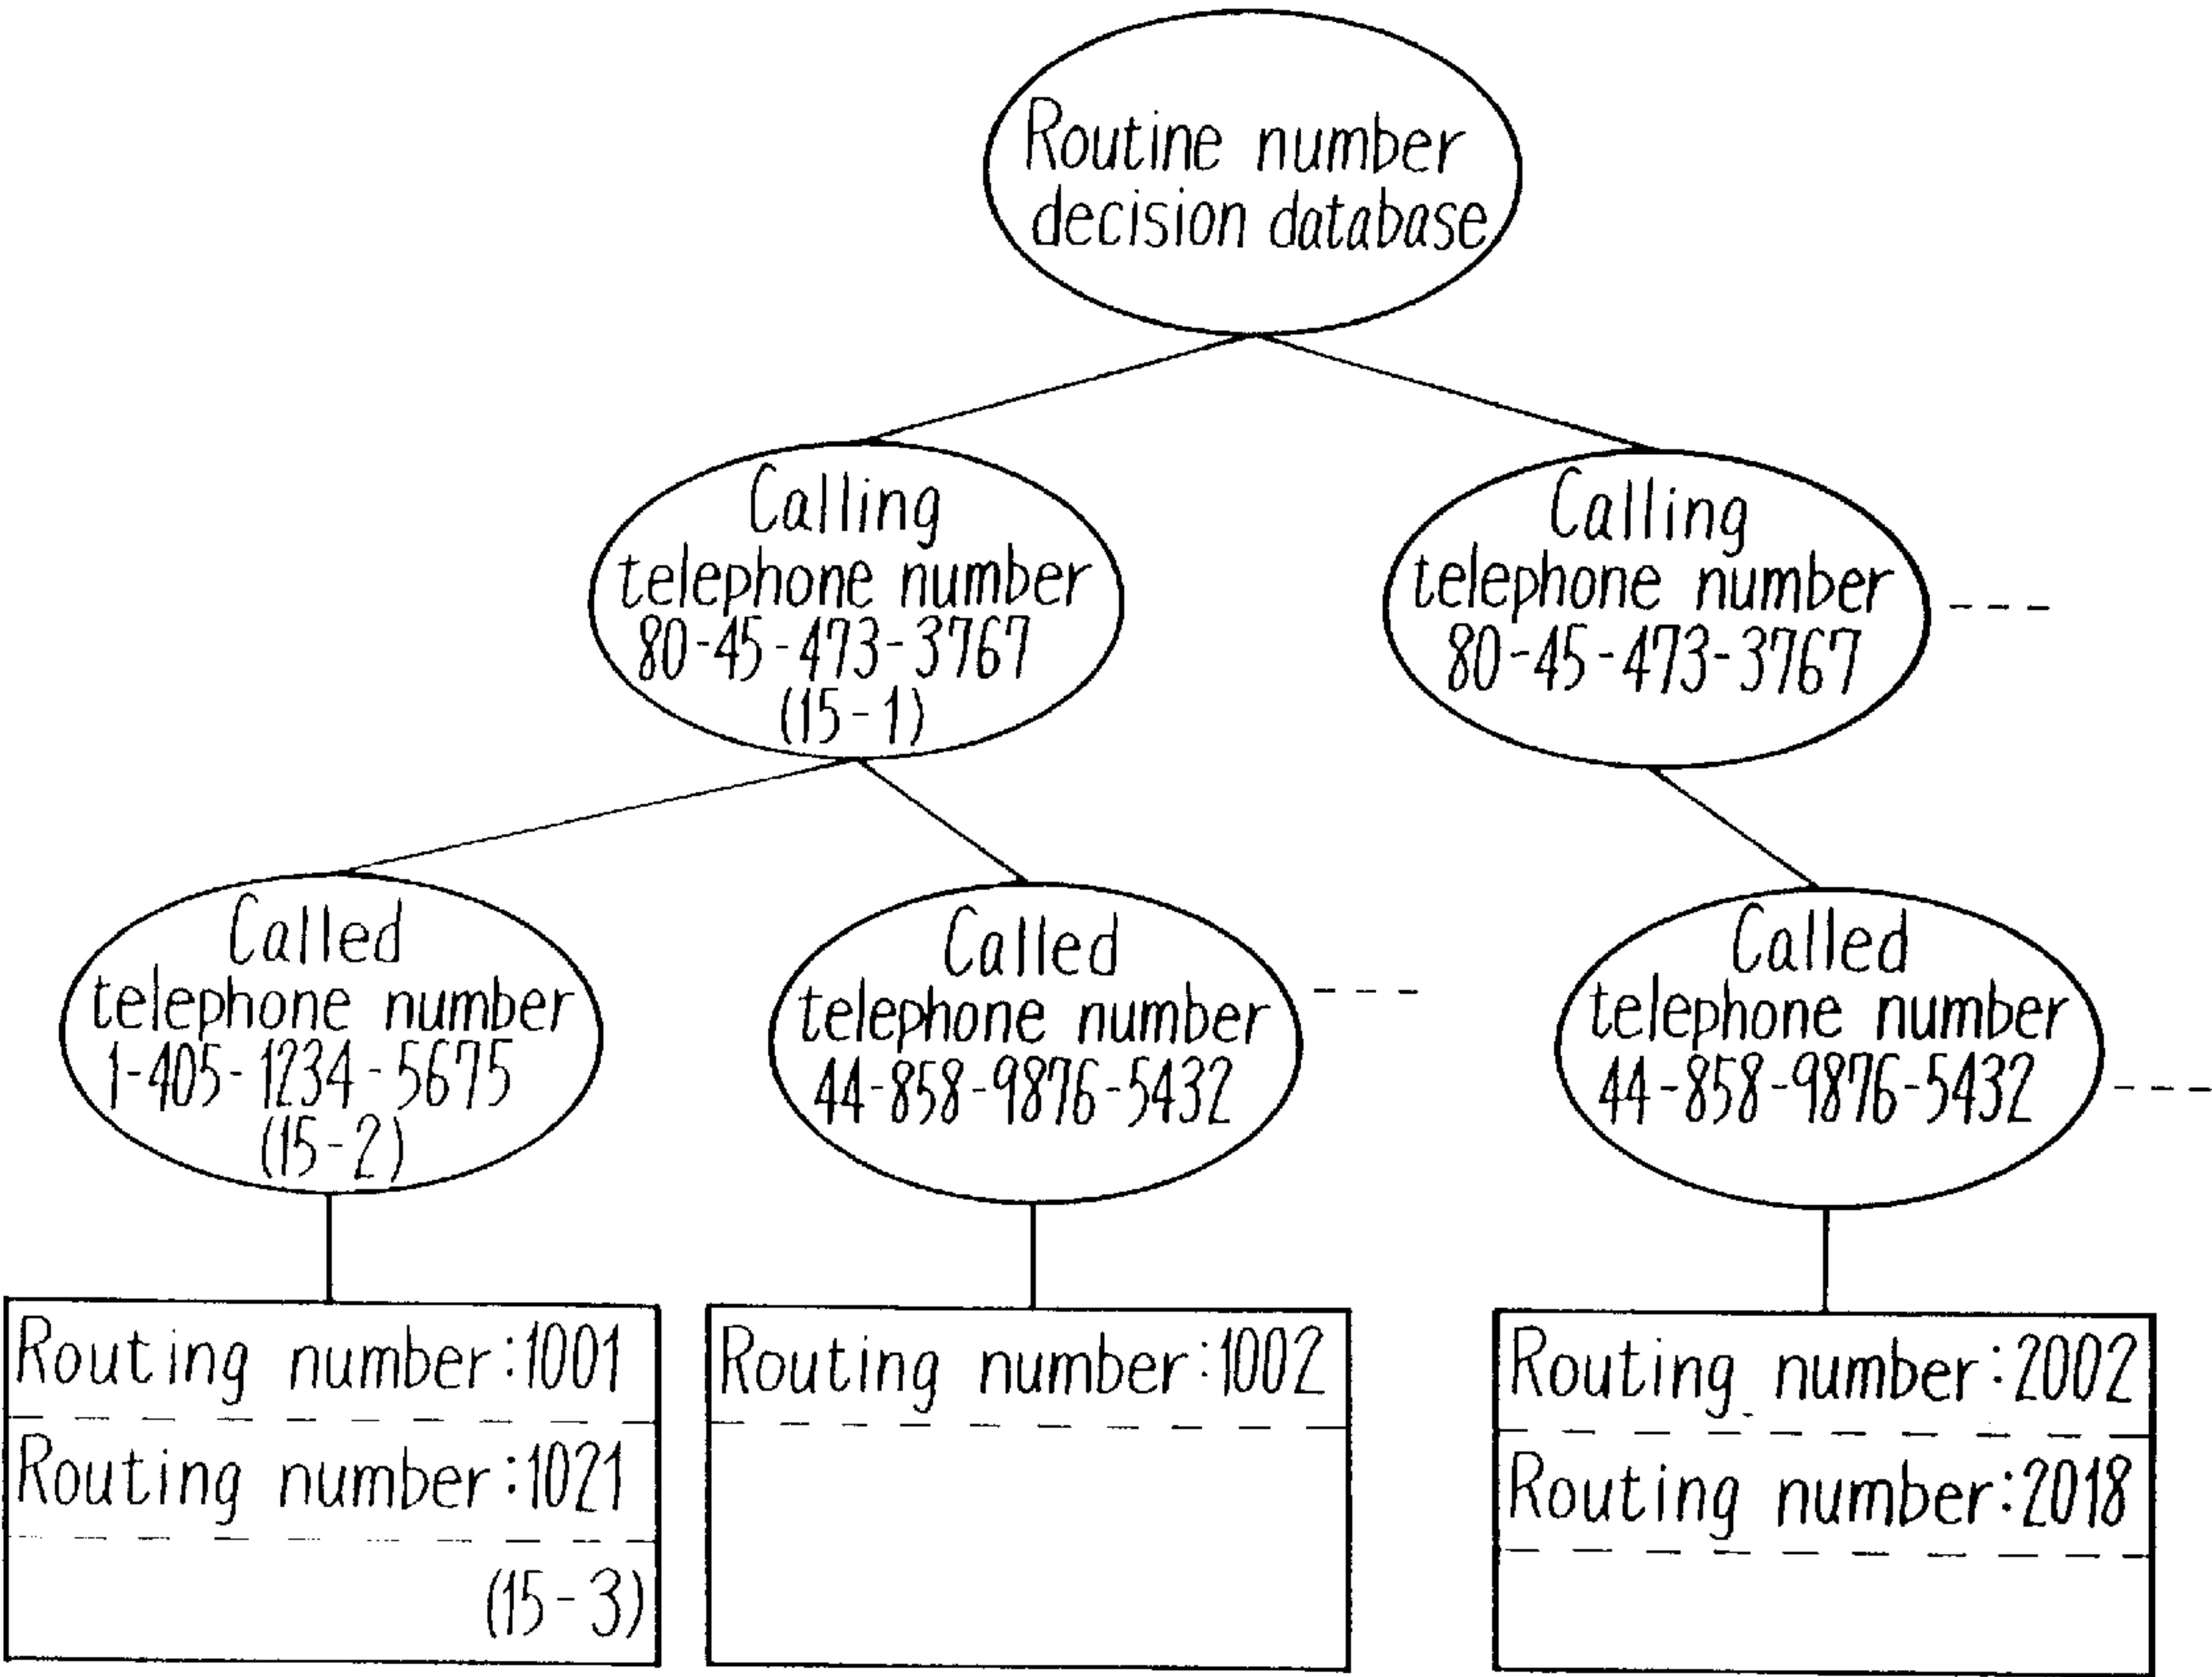 Routine number
decision database
Calling
telephone number
80-45-473-3767
(15-1)
Calling
telephone number
80-45-473-3767
Called
telephone number
1-405-1234-5675
(15-2)
Called
telephone number
44-858-9876-5432
Called
telephone number
44-858-9876-5432
Routing number:1001
Routing number:1021
(15-3)
Routing number:1002
Routing number:2002
Routing number:2018